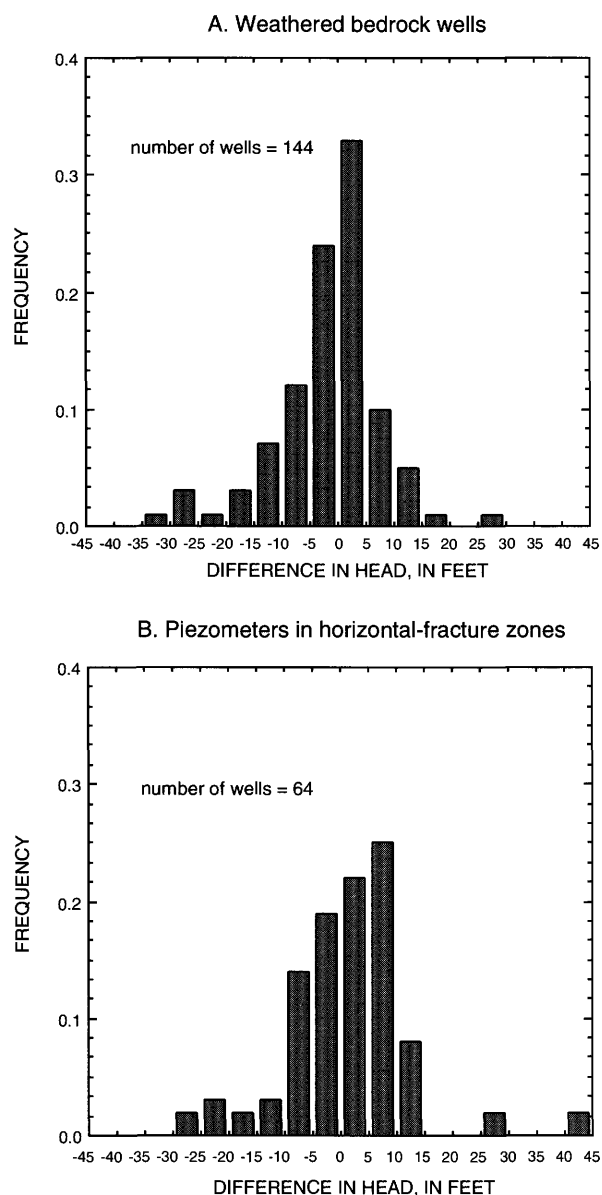 A. Weathered bedrock wells
0.4
number of wells = 144
0.3
FREQUENCY
0.2
0.1
0.0
-45 -40 -35 -30 -25 -20 -15 -10 -5 0 5 10 15 20 25 30 35 40 45
DIFFERENCE IN HEAD, IN FEET
B. Piezometers in horizontal-fracture zones
0.4
0.3
number of wells = 64
FREQUENCY
0.2
0.1
0.0
-45 -40 -35 -30 -25 -20 -15 -10 -5 0 5 10 15 20 25 30 35 40 45
DIFFERENCE IN HEAD, IN FEET